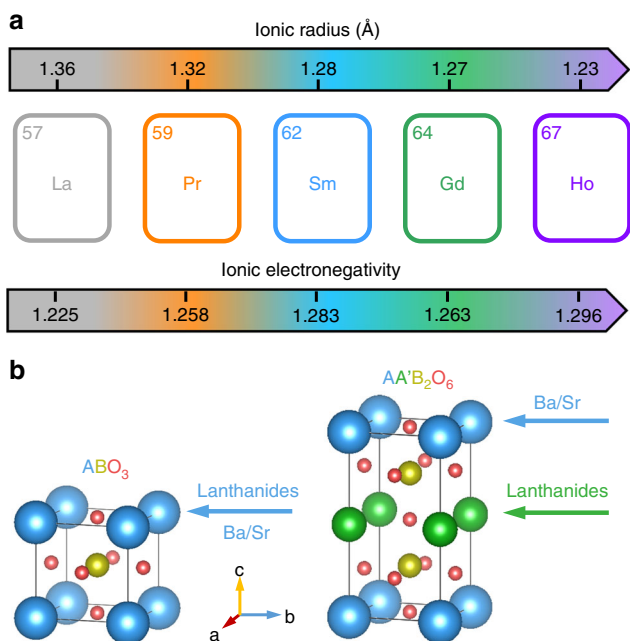 a
Ionic radius (Å)
1.36 1.32 1.28 1.27 1.23
57 59 62 64 67
La Pr Sm Gd Ho
Ionic electronegativity
1.225 1.258 1.283 1.263 1.296
b
AA'B₂O₆
Ba/Sr
ABO₃
Lanthanides
Ba/Sr
Lanthanides
c
b
a